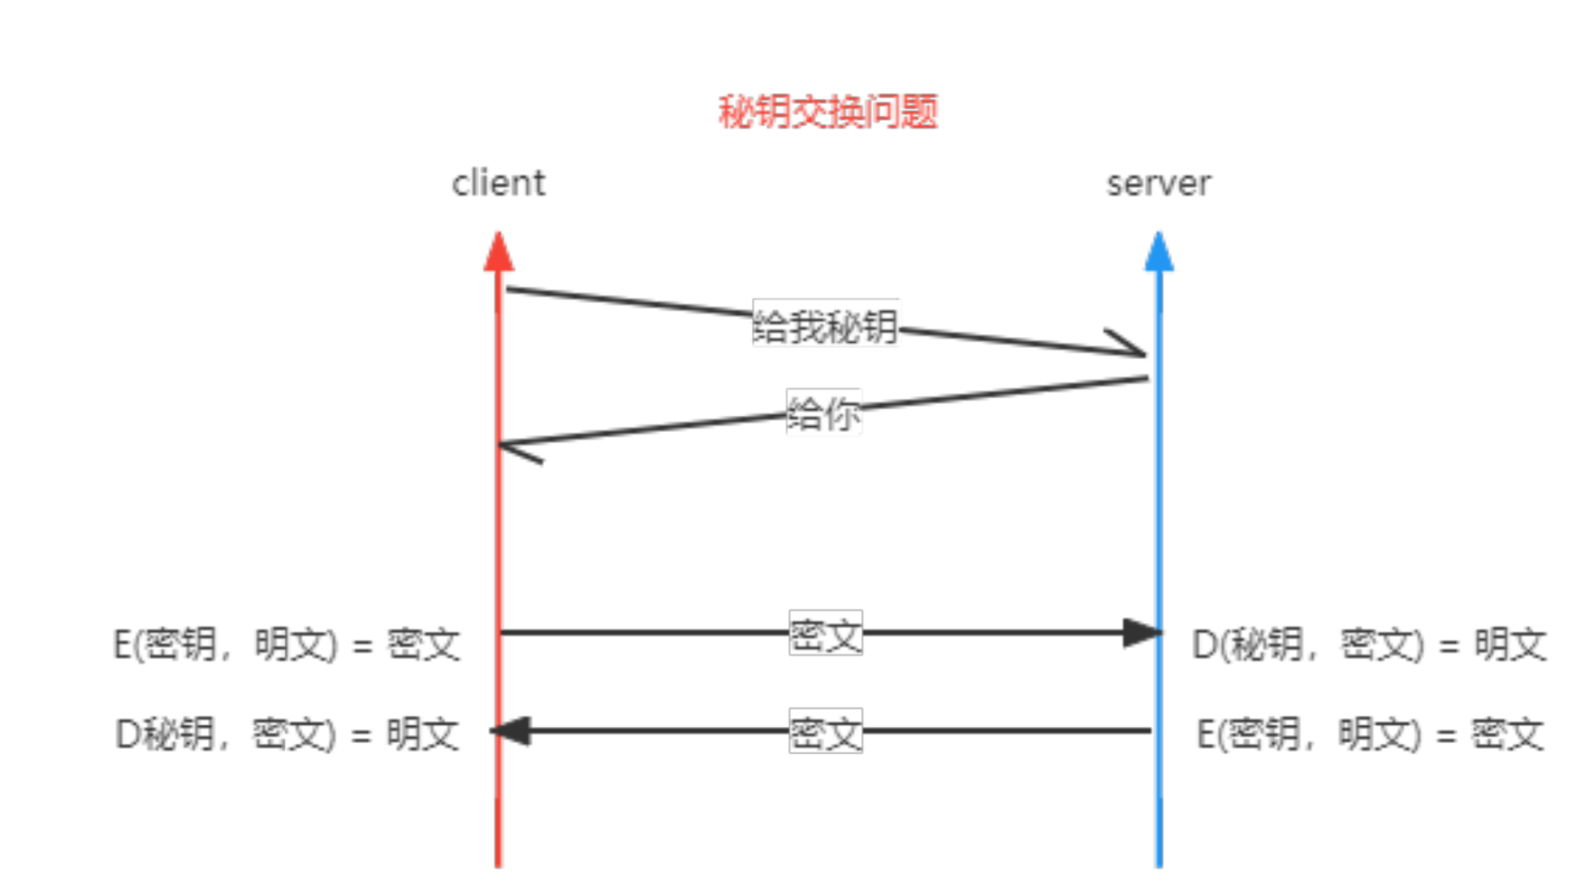 秘钥交换问题
client
server
给我秘钥
给你
E(密钥，明文) = 密文
密文
D(秘钥，密文) = 明文
D秘钥，密文) = 明文
密文
E(密钥，明文) = 密文